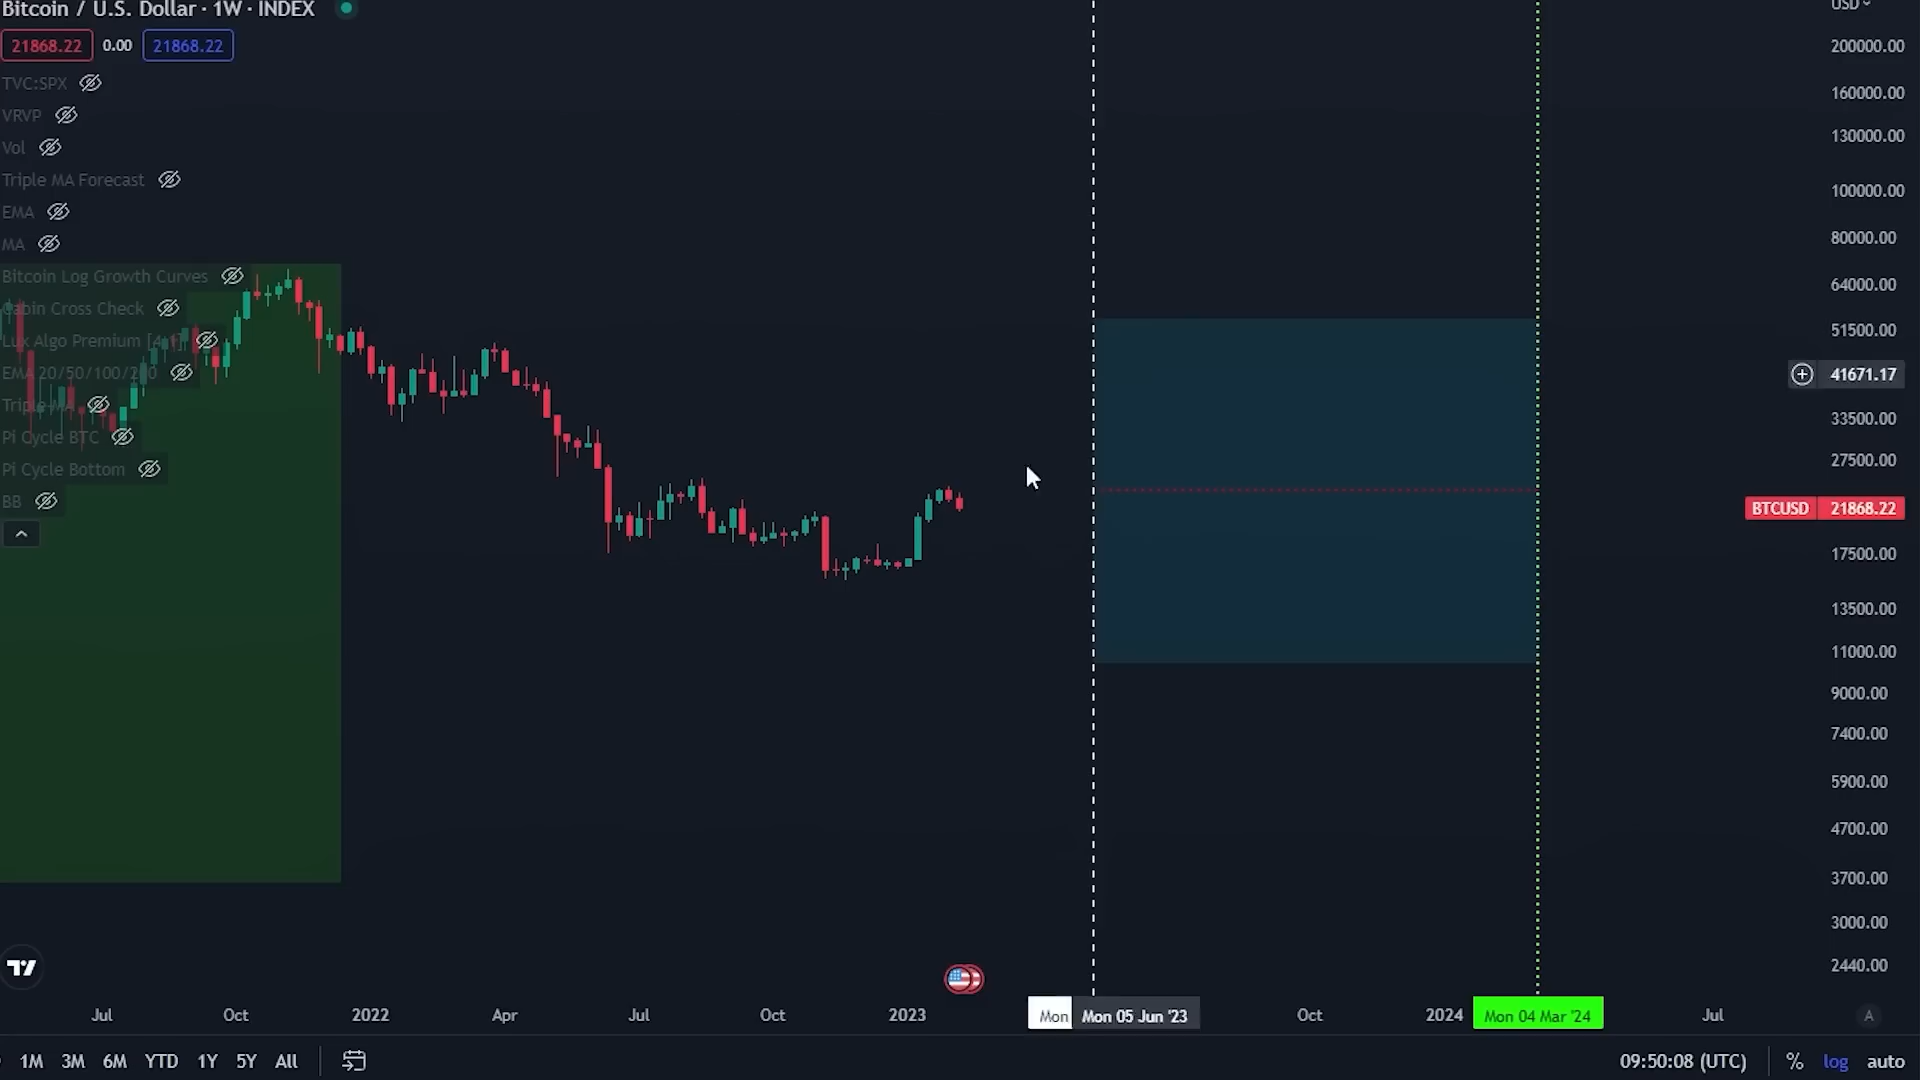 Bitcoin / U.S. Dollar · 1W · INDEX
21868.22 0.00 21868.22
TVC:SPX
VRVP
Vol
Triple MA Forecast
EMA
MA
Bitcoin Log Growth Curves
Cross Check
Lux Algo Premium
EMA 20/50/100/200
Triple MA
Pi Cycle BTC
Pi Cycle Bottom
BB
USD
200000.00
160000.00
130000.00
100000.00
80000.00
64000.00
51500.00
41671.17
33500.00
27500.00
BTCUSD 21868.22
17500.00
13500.00
11000.00
9000.00
7400.00
5900.00
4700.00
3700.00
3000.00
2440.00
Jul Oct 2022 Apr Jul Oct 2023 Mon Mon 05 Jun '23 Oct 2024 Mon 04 Mar '24 Jul A
1M 3M 6M YTD 1Y 5Y All 09:50:08 (UTC) % log auto